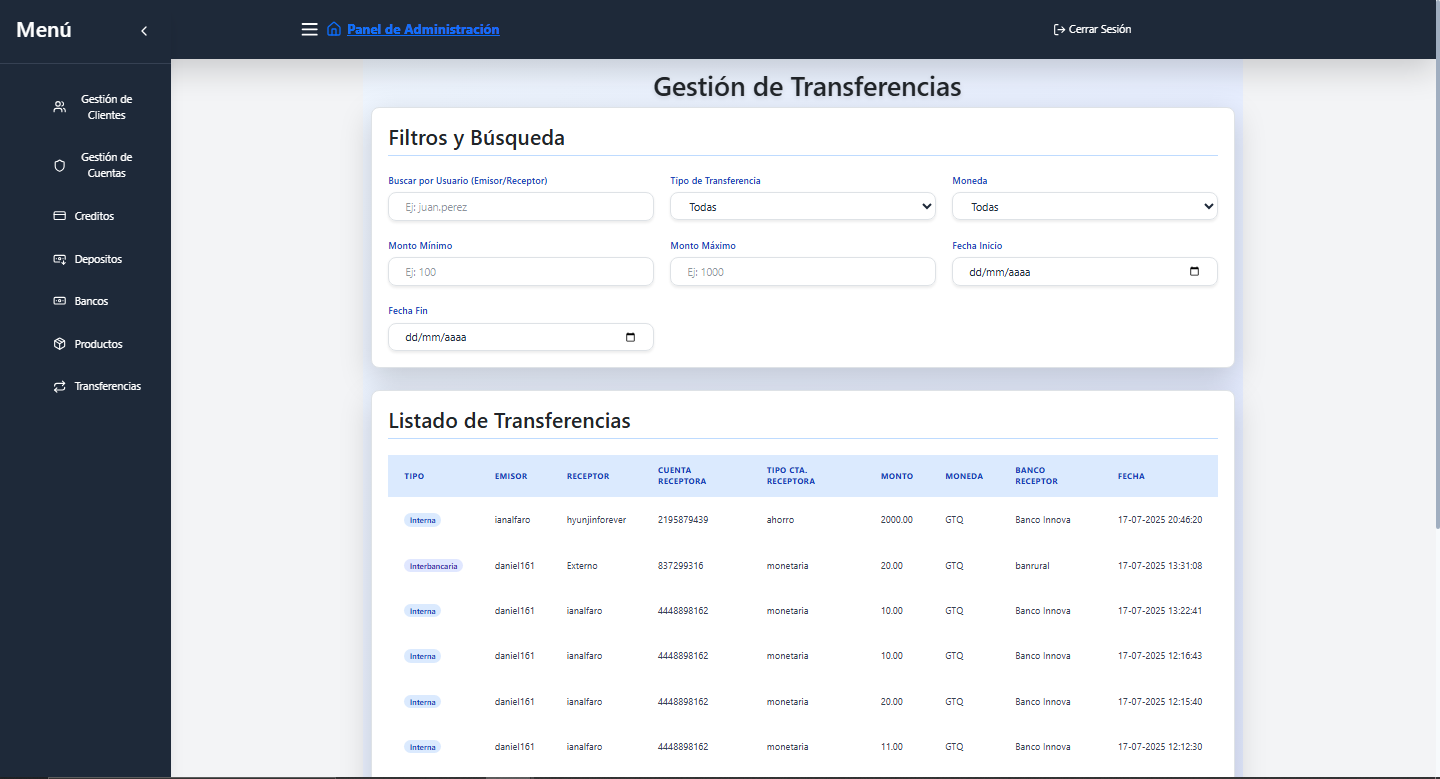 Menú
Panel de Administración
Cerrar Sesión
Gestión de
Clientes
Gestión de
Cuentas
Creditos
Depositos
Bancos
Productos
Transferencias
Gestión de Transferencias
Filtros y Búsqueda
Buscar por Usuario (Emisor/Receptor) Tipo de Transferencia Moneda
Ej: juan.perez Todas Todas
Monto Mínimo Monto Máximo Fecha Inicio
Ej: 100 Ej: 1000 dd/mm/aaaa
Fecha Fin
dd/mm/aaaa
Listado de Transferencias
TIPO EMISOR RECEPTOR CUENTA RECEPTORA TIPO CTA. RECEPTORA MONTO MONEDA BANCO RECEPTOR FECHA
Interna ianalfaro hyunjinforever 2195879439 ahorro 2000.00 GTQ Banco Innova 17-07-2025 20:46:20
Interbancaria daniel161 Externo 837299316 monetaria 20.00 GTQ banrural 17-07-2025 13:31:08
Interna daniel161 ianalfaro 4448898162 monetaria 10.00 GTQ Banco Innova 17-07-2025 13:22:41
Interna daniel161 ianalfaro 4448898162 monetaria 10.00 GTQ Banco Innova 17-07-2025 12:16:43
Interna daniel161 ianalfaro 4448898162 monetaria 20.00 GTQ Banco Innova 17-07-2025 12:15:40
Interna daniel161 ianalfaro 4448898162 monetaria 11.00 GTQ Banco Innova 17-07-2025 12:12:30